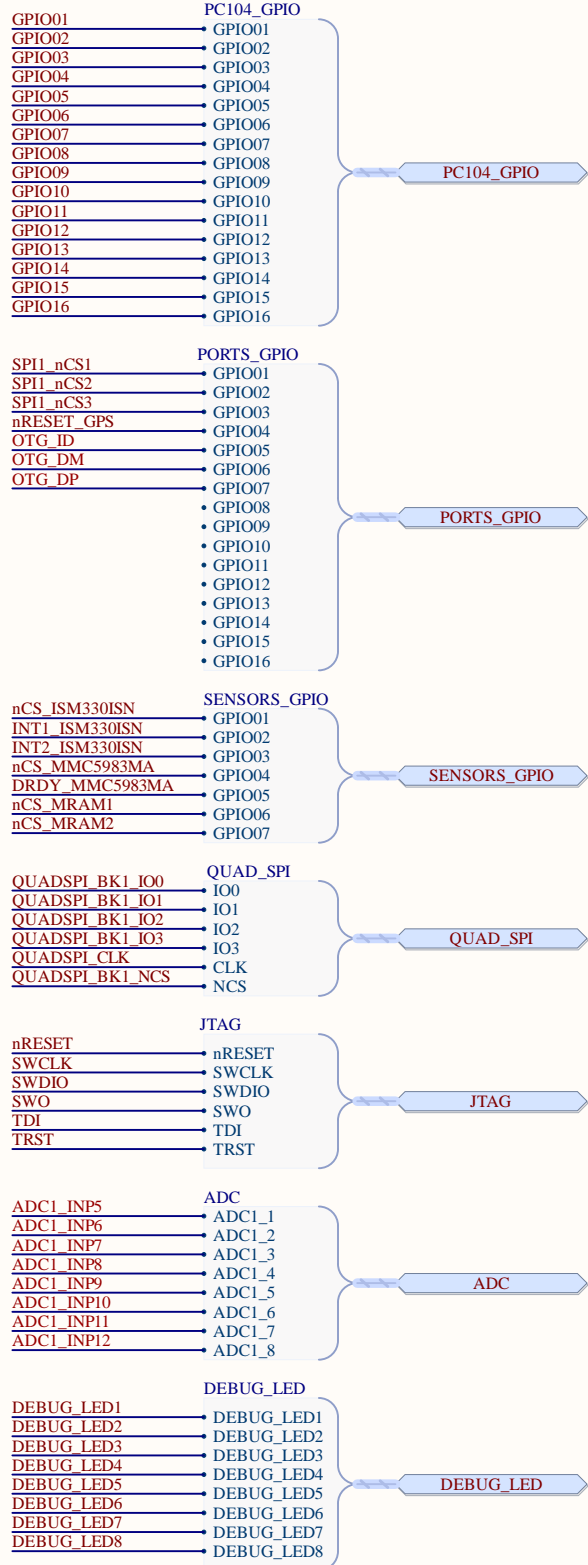 PC104_GPIO
GPIO01 GPIO01
GPIO02 GPIO02
GPIO03 GPIO03
GPIO04 GPIO04
GPIO05 GPIO05
GPIO06 GPIO06
GPIO07 GPIO07
GPIO08 GPIO08
GPIO09 GPIO09 PC104_GPIO
GPIO10 GPIO10
GPIO11 GPIO11
GPIO12 GPIO12
GPIO13 GPIO13
GPIO14 GPIO14
GPIO15 GPIO15
GPIO16 GPIO16
PORTS_GPIO
SPI1_nCS1 GPIO01
SPI1_nCS2 GPIO02
SPI1_nCS3 GPIO03
nRESET_GPS GPIO04
OTG_ID GPIO05
OTG_DM GPIO06
OTG_DP GPIO07
GPIO08
GPIO09 PORTS_GPIO
GPIO10
GPIO11
GPIO12
GPIO13
GPIO14
GPIO15
GPIO16
SENSORS_GPIO
nCS_ISM330ISN GPIO01
INT1_ISM330ISN GPIO02
INT2_ISM330ISN GPIO03
nCS_MMC5983MA GPIO04 SENSORS_GPIO
DRDY_MMC5983MA GPIO05
nCS_MRAM1 GPIO06
nCS_MRAM2 GPIO07
QUAD_SPI
QUADSPI_BK1_IO0 IO0
QUADSPI_BK1_IO1 IO1
QUADSPI_BK1_IO2 IO2
QUADSPI_BK1_IO3 IO3 QUAD_SPI
QUADSPI_CLK CLK
QUADSPI_BK1_NCS NCS
JTAG
nRESET nRESET
SWCLK SWCLK
SWDIO SWDIO
SWO SWO JTAG
TDI TDI
TRST TRST
ADC
ADC1_INP5 ADC1_1
ADC1_INP6 ADC1_2
ADC1_INP7 ADC1_3
ADC1_INP8 ADC1_4
ADC1_INP9 ADC1_5 ADC
ADC1_INP10 ADC1_6
ADC1_INP11 ADC1_7
ADC1_INP12 ADC1_8
DEBUG_LED
DEBUG_LED1 DEBUG_LED1
DEBUG_LED2 DEBUG_LED2
DEBUG_LED3 DEBUG_LED3
DEBUG_LED4 DEBUG_LED4
DEBUG_LED5 DEBUG_LED5 DEBUG_LED
DEBUG_LED6 DEBUG_LED6
DEBUG_LED7 DEBUG_LED7
DEBUG_LED8 DEBUG_LED8